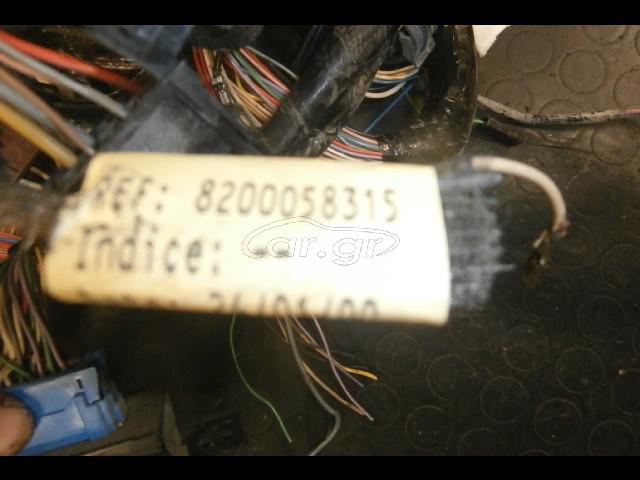 REF: 8200058315
Indice: --
car.gr